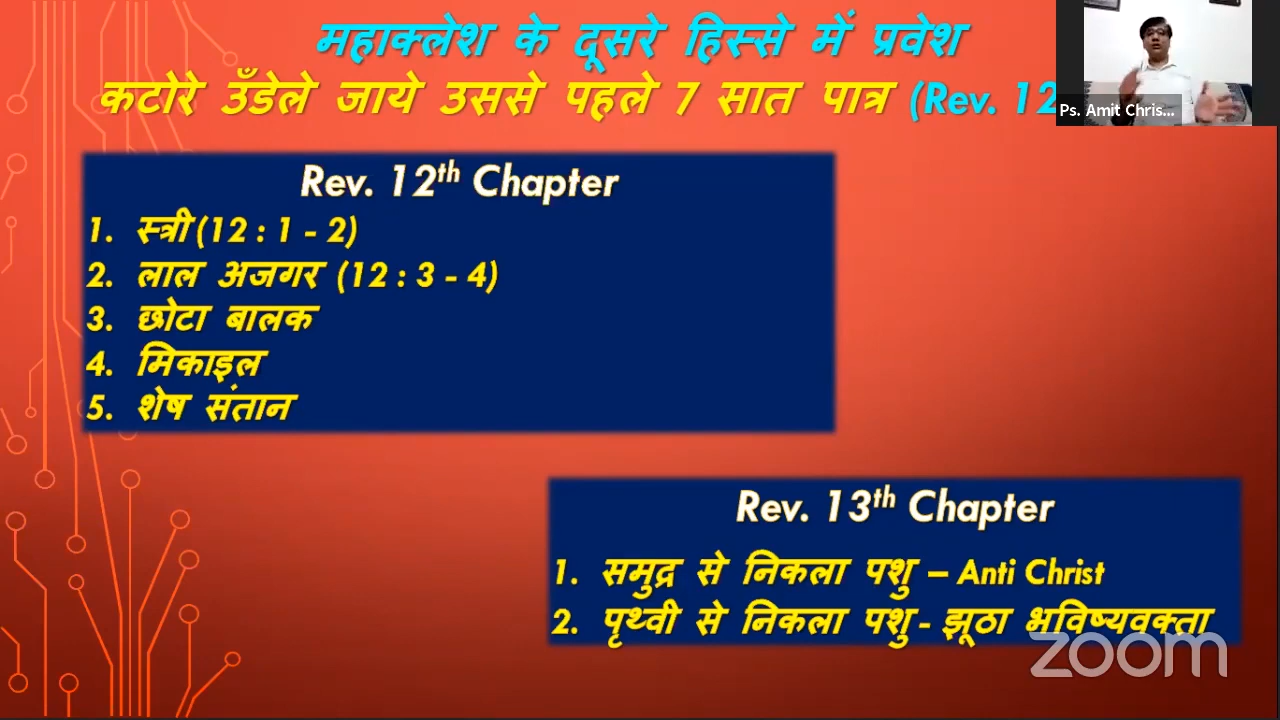 महाक्लेश के दूसरे हिस्से में प्रवेश
कटोरे उँडेले जाये उससे पहले 7 सात पात्र (Rev. 12
Ps. Amit Chris...
Rev. 12th Chapter
1. स्त्री (12 : 1 - 2)
2. लाल अजगर (12 : 3 - 4)
3. छोटा बालक
4. मिकाइल
5. शेष संतान
Rev. 13th Chapter
1. समुद्र से निकला पशु – Anti Christ
2. पृथ्वी से निकला पशु - झूठा भविष्यवक्ता
zoom